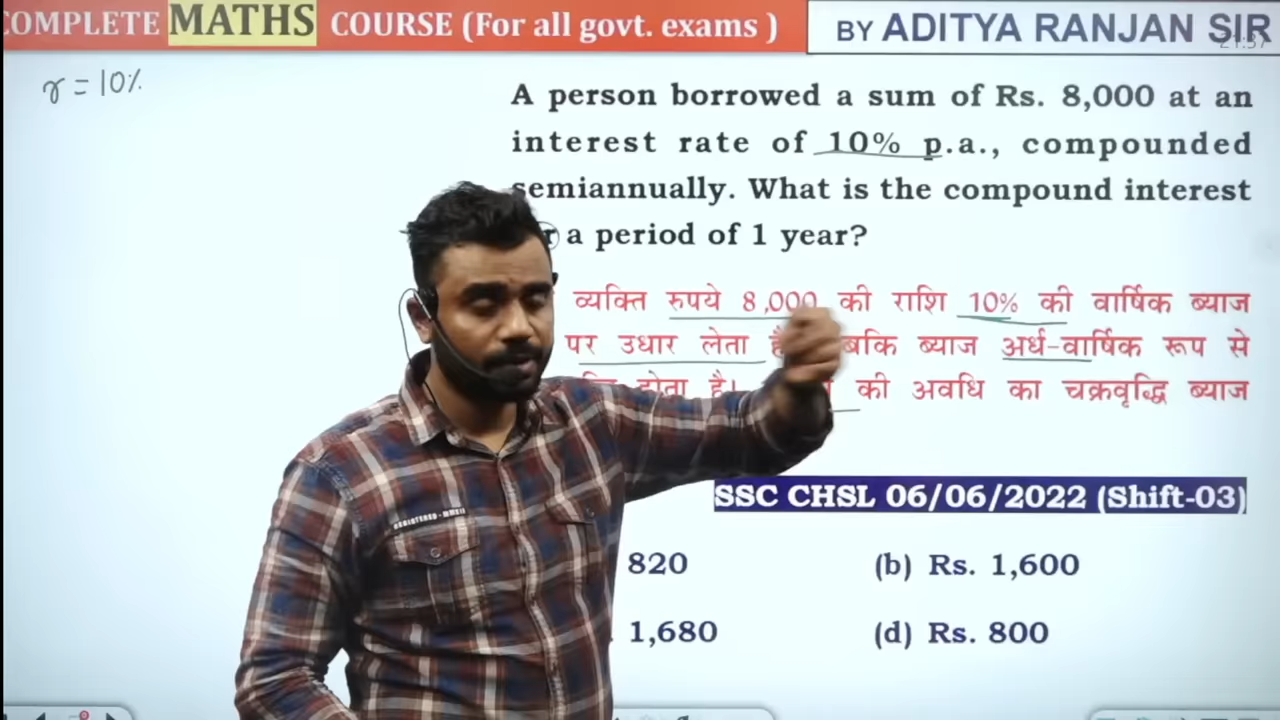 COMPLETE MATHS COURSE (For all govt. exams )
BY ADITYA RANJAN SIR
21:37
r = 10%
A person borrowed a sum of Rs. 8,000 at an
interest rate of 10% p.a., compounded
semiannually. What is the compound interest
a period of 1 year?
व्यक्ति रुपये 8,000 की राशि 10% की वार्षिक ब्याज
पर उधार लेता ब्याज अर्ध-वार्षिक रूप से
होता है। की अवधि का चक्रवृद्धि ब्याज
SSC CHSL 06/06/2022 (Shift-03)
820
(b) Rs. 1,600
1,680
(d) Rs. 800